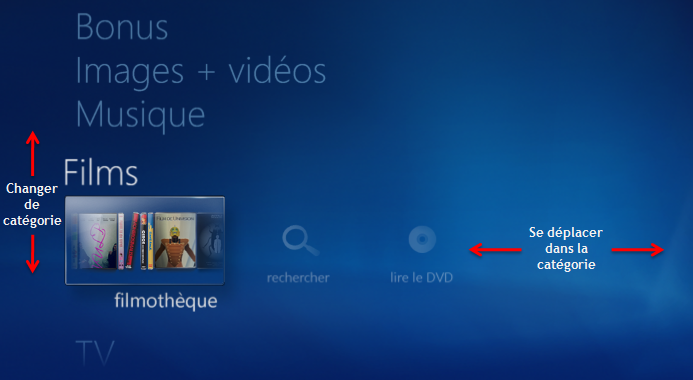 Bonus
Images + vidéos
Musique
Films
Changer
de
catégorie
filmothèque
rechercher
lire le DVD
Se déplacer
dans la
catégorie
TV